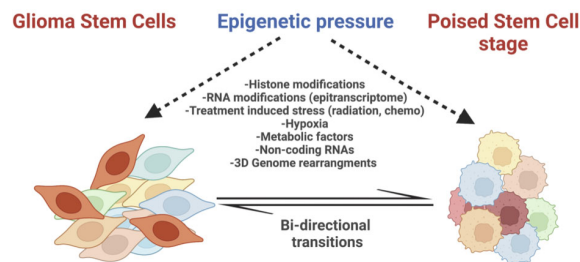 Glioma Stem Cells
Epigenetic pressure
Poised Stem Cell
stage
-Histone modifications
-RNA modifications (epitranscriptome)
-Treatment induced stress (radiation, chemo)
-Hypoxia
-Metabolic factors
-Non-coding RNAs
-3D Genome rearrangments
Bi-directional
transitions